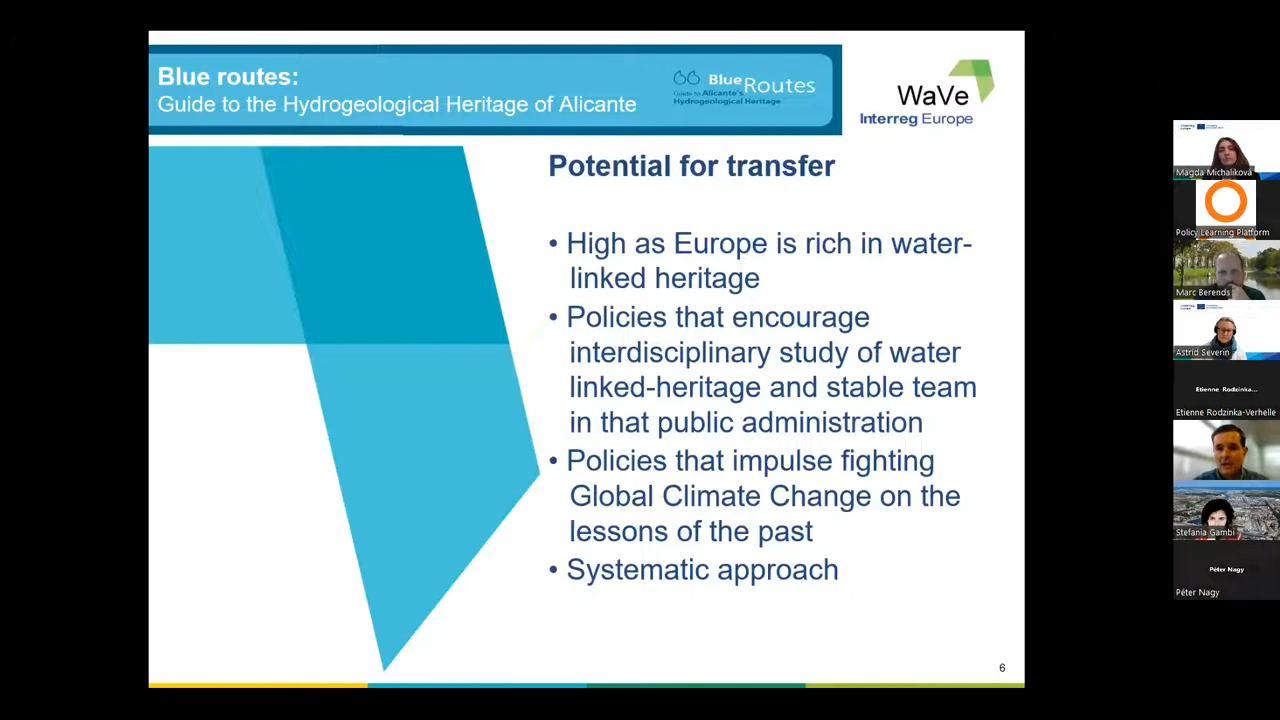 Blue routes:
Guide to the Hydrogeological Heritage of Alicante
Blue Routes
Guide to Alicante's
Hydrogeological Heritage
WaVe
Interreg Europe
Potential for transfer
• High as Europe is rich in water-
linked heritage
• Policies that encourage
interdisciplinary study of water
linked-heritage and stable team
in that public administration
• Policies that impulse fighting
Global Climate Change on the
lessons of the past
• Systematic approach
6
Magda Michaliková
Policy Learning Platform
Marc Berends
Astrid Severin
Etienne Rodzinka...
Etienne Rodzinka-Verhelle
Stefania Gambi
Péter Nagy
Péter Nagy